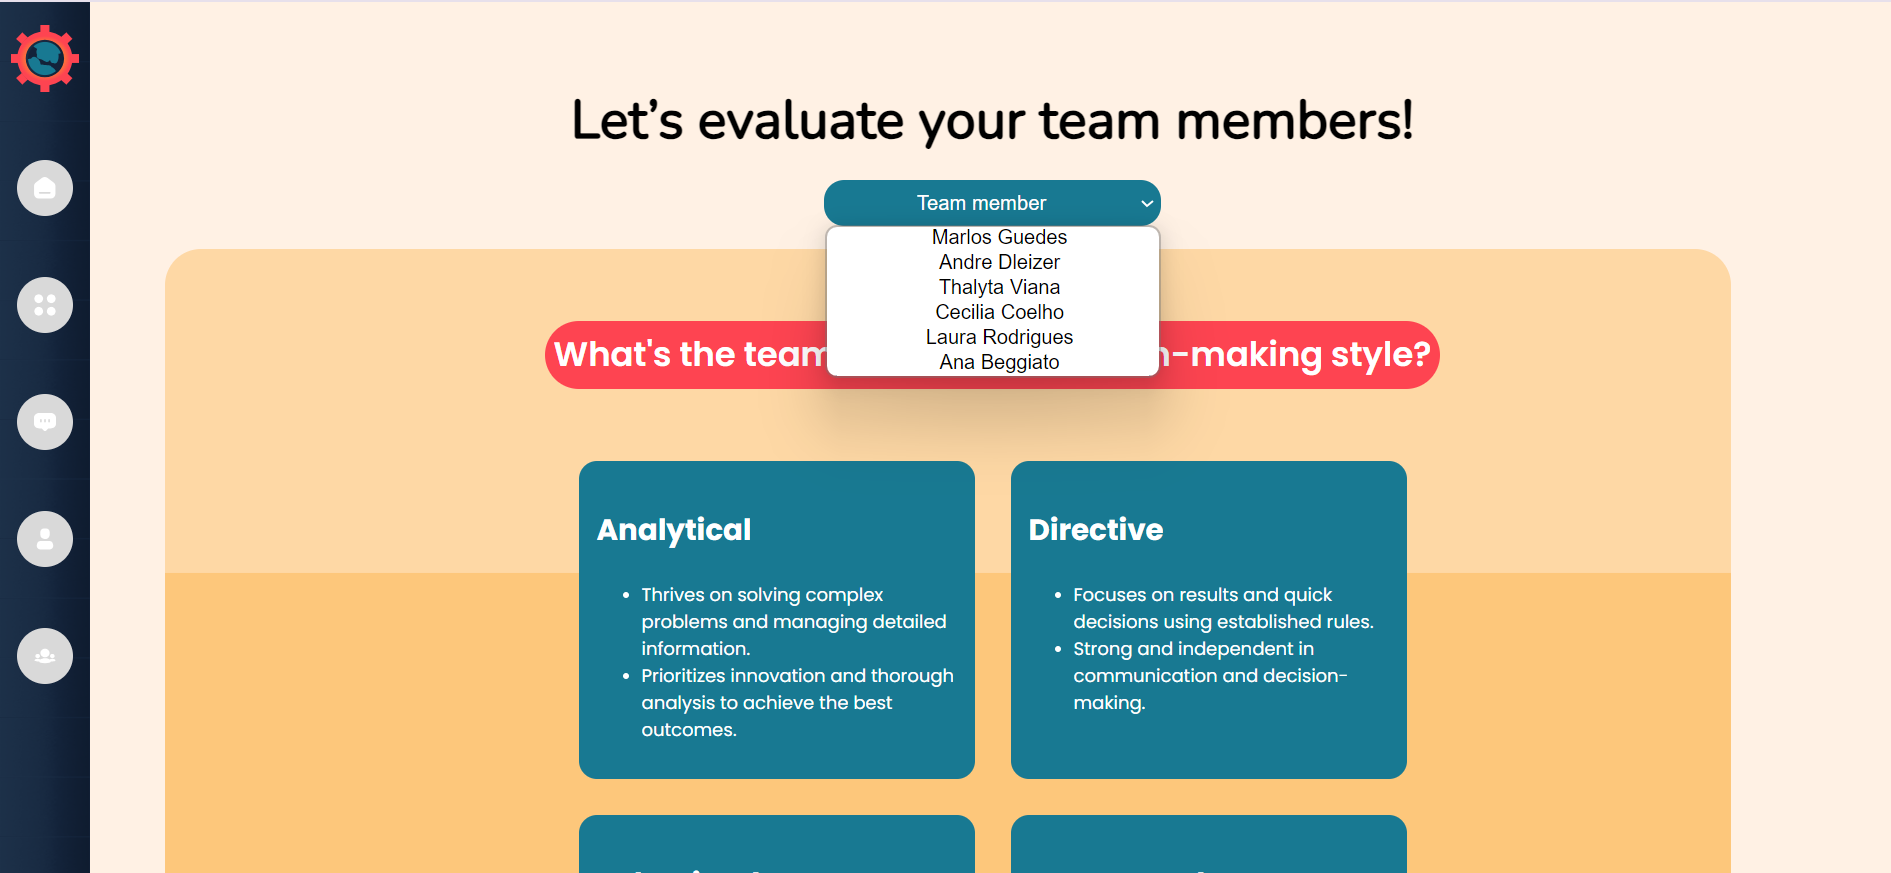 Let's evaluate your team members!
Team member
Marlos Guedes
Andre Dleizer
Thalyta Viana
Cecilia Coelho
Laura Rodrigues
Ana Beggiato
What's the team
-making style?
Analytical
• Thrives on solving complex
problems and managing detailed
information.
• Prioritizes innovation and thorough
analysis to achieve the best
outcomes.
Directive
• Focuses on results and quick
decisions using established rules.
• Strong and independent in
communication and decision-
making.